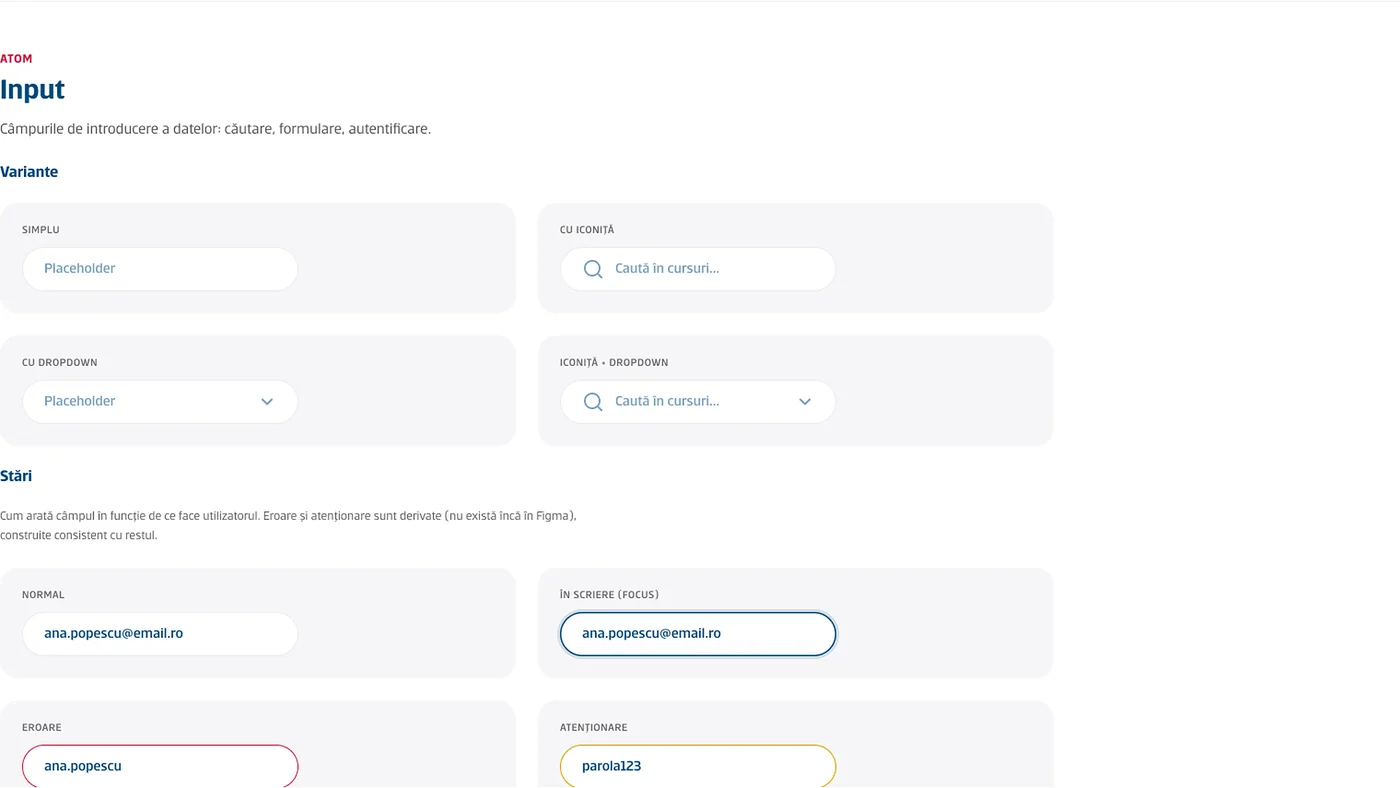 ATOM
Input
Câmpurile de introducere a datelor: căutare, formulare, autentificare.
Variante
SIMPLU
Placeholder
CU ICONIȚĂ
Caută în cursuri...
CU DROPDOWN
Placeholder
ICONIȚĂ + DROPDOWN
Caută în cursuri...
Stări
Cum arată câmpul în funcție de ce face utilizatorul. Eroare și atenționare sunt derivate (nu există încă în Figma),
construite consistent cu restul.
NORMAL
ana.popescu@email.ro
ÎN SCRIERE (FOCUS)
ana.popescu@email.ro
EROARE
ana.popescu
ATENȚIONARE
parola123